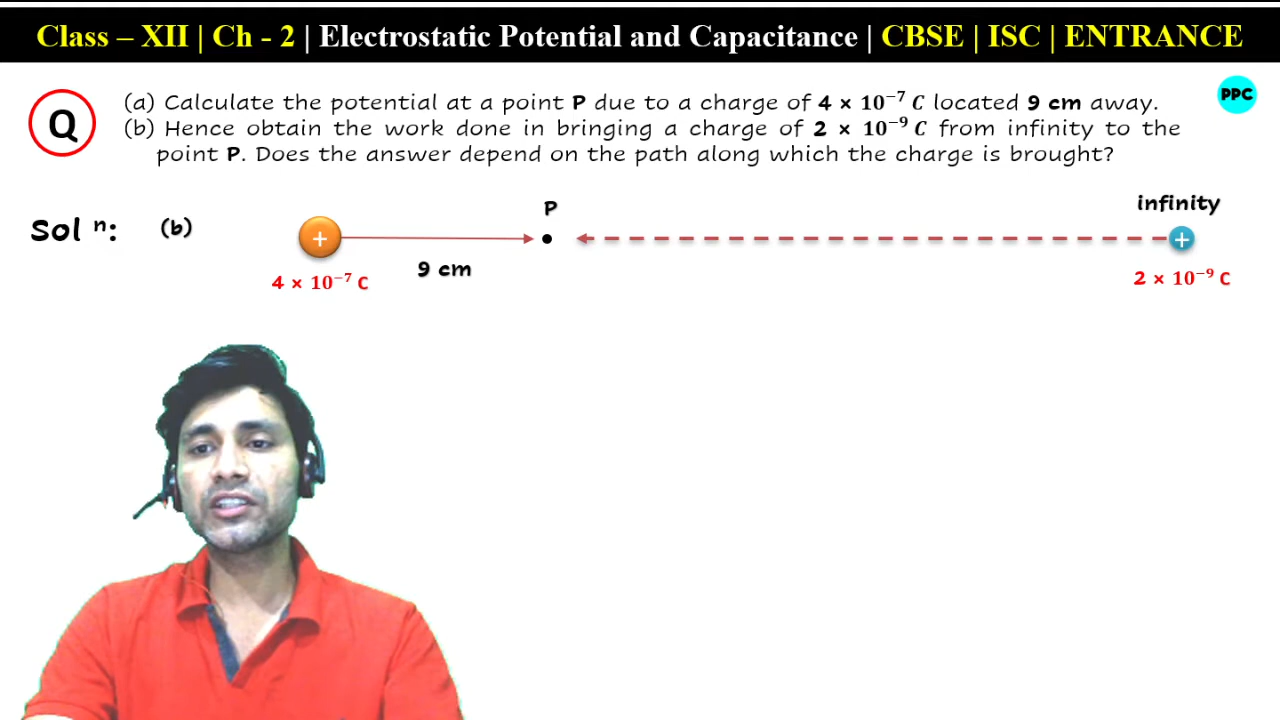 Class – XII | Ch - 2 | Electrostatic Potential and Capacitance | CBSE | ISC | ENTRANCE
PPC
Q
(a) Calculate the potential at a point P due to a charge of 4 × 10⁻⁷ C located 9 cm away.
(b) Hence obtain the work done in bringing a charge of 2 × 10⁻⁹ C from infinity to the
point P. Does the answer depend on the path along which the charge is brought?
Sol ⁿ: (b)
P
infinity
+
+
9 cm
4 × 10⁻⁷ C
2 × 10⁻⁹ C